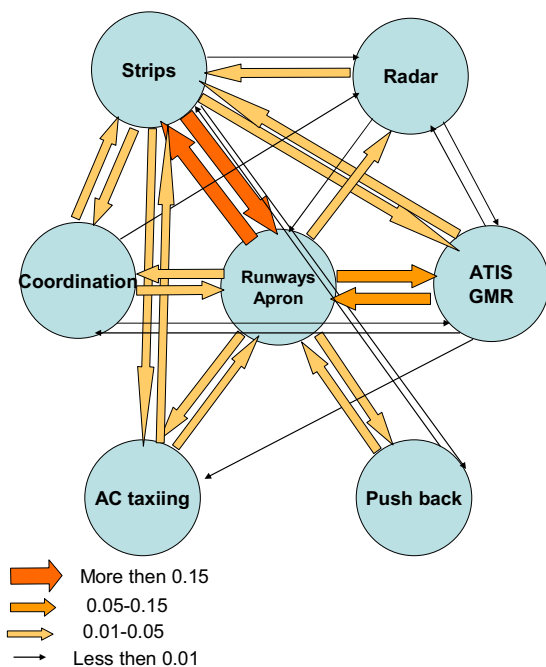 Strips
Radar
Coordination
Runways
Apron
ATIS
GMR
AC taxiing
Push back
More then 0.15
0.05-0.15
0.01-0.05
Less then 0.01